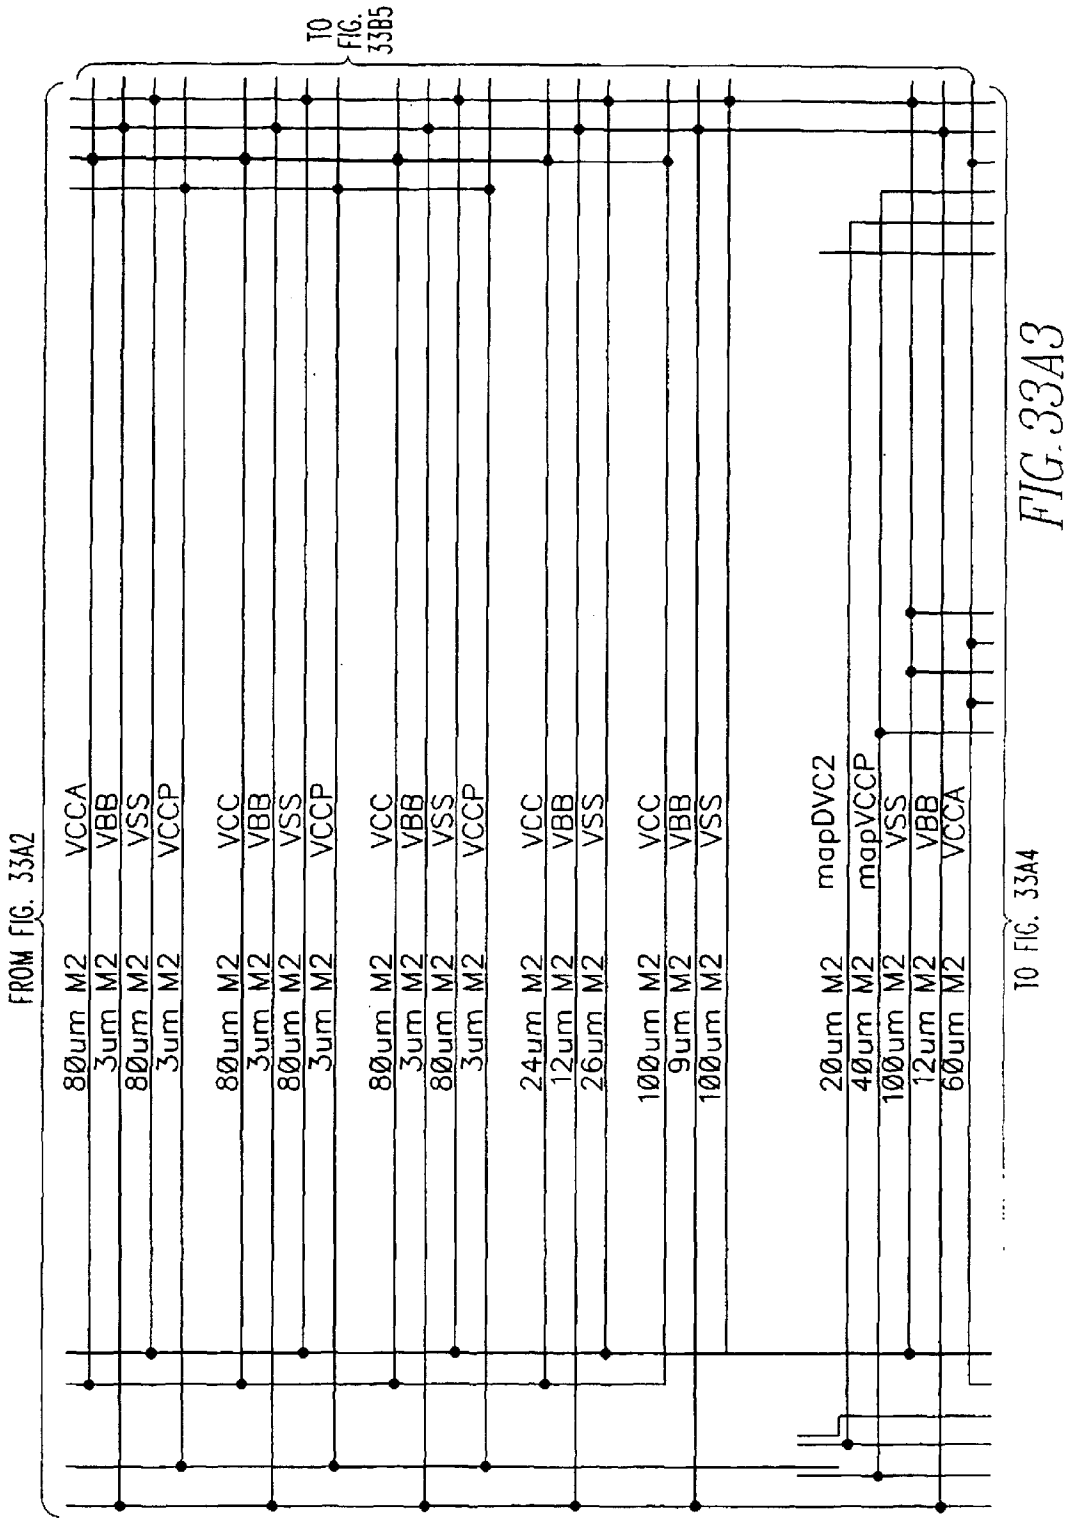 FROM FIG. 33A2
TO
FIG.
33B5
80um M2 VCCA
3um M2 VBB
80um M2 VSS
3um M2 VCCP
80um M2 VCC
3um M2 VBB
80um M2 VSS
3um M2 VCCP
80um M2 VCC
3um M2 VBB
80um M2 VSS
3um M2 VCCP
24um M2 VCC
12um M2 VBB
26um M2 VSS
100um M2 VCC
9um M2 VBB
100um M2 VSS
20um M2 mapDVC2
40um M2 mapVCCP
100um M2 VSS
12um M2 VBB
60um M2 VCCA
TO FIG. 33A4
FIG. 33A3